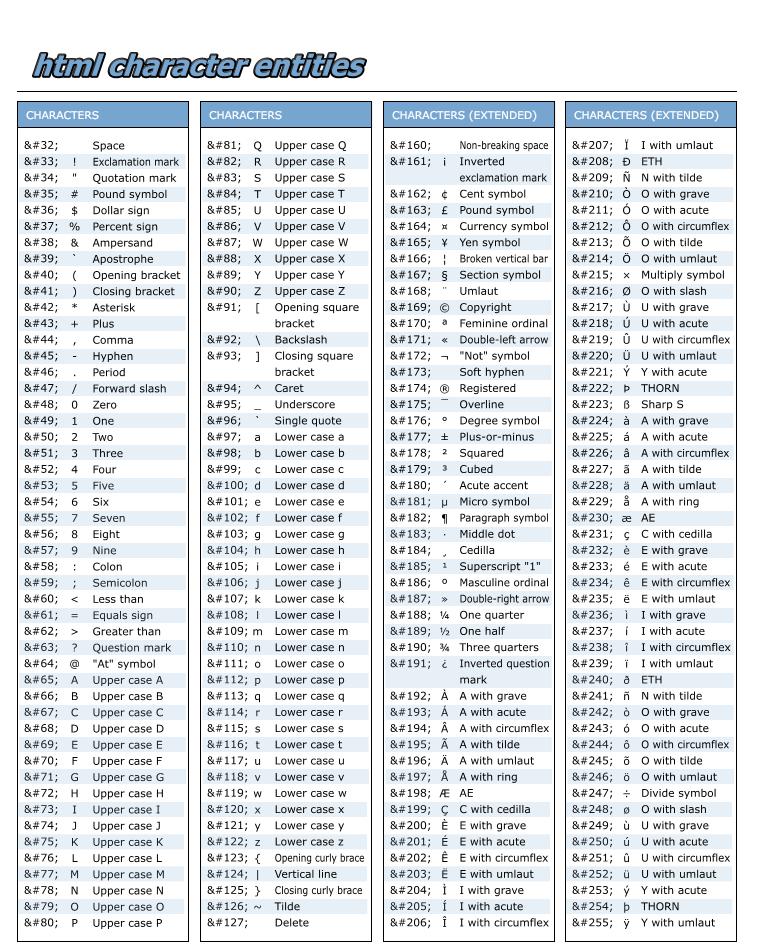 html character entities
CHARACTERS
&#32; Space
&#33; ! Exclamation mark
&#34; " Quotation mark
&#35; # Pound symbol
&#36; $ Dollar sign
&#37; % Percent sign
&#38; & Ampersand
&#39; ` Apostrophe
&#40; ( Opening bracket
&#41; ) Closing bracket
&#42; * Asterisk
&#43; + Plus
&#44; , Comma
&#45; - Hyphen
&#46; . Period
&#47; / Forward slash
&#48; 0 Zero
&#49; 1 One
&#50; 2 Two
&#51; 3 Three
&#52; 4 Four
&#53; 5 Five
&#54; 6 Six
&#55; 7 Seven
&#56; 8 Eight
&#57; 9 Nine
&#58; : Colon
&#59; ; Semicolon
&#60; < Less than
&#61; = Equals sign
&#62; > Greater than
&#63; ? Question mark
&#64; @ "At" symbol
&#65; A Upper case A
&#66; B Upper case B
&#67; C Upper case C
&#68; D Upper case D
&#69; E Upper case E
&#70; F Upper case F
&#71; G Upper case G
&#72; H Upper case H
&#73; I Upper case I
&#74; J Upper case J
&#75; K Upper case K
&#76; L Upper case L
&#77; M Upper case M
&#78; N Upper case N
&#79; O Upper case O
&#80; P Upper case P
CHARACTERS
&#81; Q Upper case Q
&#82; R Upper case R
&#83; S Upper case S
&#84; T Upper case T
&#85; U Upper case U
&#86; V Upper case V
&#87; W Upper case W
&#88; X Upper case X
&#89; Y Upper case Y
&#90; Z Upper case Z
&#91; [ Opening square
bracket
&#92; \ Backslash
&#93; ] Closing square
bracket
&#94; ^ Caret
&#95; _ Underscore
&#96; ` Single quote
&#97; a Lower case a
&#98; b Lower case b
&#99; c Lower case c
&#100; d Lower case d
&#101; e Lower case e
&#102; f Lower case f
&#103; g Lower case g
&#104; h Lower case h
&#105; i Lower case i
&#106; j Lower case j
&#107; k Lower case k
&#108; l Lower case l
&#109; m Lower case m
&#110; n Lower case n
&#111; o Lower case o
&#112; p Lower case p
&#113; q Lower case q
&#114; r Lower case r
&#115; s Lower case s
&#116; t Lower case t
&#117; u Lower case u
&#118; v Lower case v
&#119; w Lower case w
&#120; x Lower case x
&#121; y Lower case y
&#122; z Lower case z
&#123; { Opening curly brace
&#124; | Vertical line
&#125; } Closing curly brace
&#126; ~ Tilde
&#127; Delete
CHARACTERS (EXTENDED)
&#160; Non-breaking space
&#161; ¡ Inverted
exclamation mark
&#162; ¢ Cent symbol
&#163; £ Pound symbol
&#164; ¤ Currency symbol
&#165; ¥ Yen symbol
&#166; ¦ Broken vertical bar
&#167; § Section symbol
&#168; ¨ Umlaut
&#169; © Copyright
&#170; ª Feminine ordinal
&#171; « Double-left arrow
&#172; ¬ "Not" symbol
&#173; Soft hyphen
&#174; ® Registered
&#175; ¯ Overline
&#176; º Degree symbol
&#177; ± Plus-or-minus
&#178; ² Squared
&#179; ³ Cubed
&#180; ´ Acute accent
&#181; µ Micro symbol
&#182; ¶ Paragraph symbol
&#183; · Middle dot
&#184; ¸ Cedilla
&#185; ¹ Superscript "1"
&#186; º Masculine ordinal
&#187; » Double-right arrow
&#188; ¼ One quarter
&#189; ½ One half
&#190; ¾ Three quarters
&#191; ¿ Inverted question
mark
&#192; À A with grave
&#193; Á A with acute
&#194; Â A with circumflex
&#195; Ã A with tilde
&#196; Ä A with umlaut
&#197; Å A with ring
&#198; Æ AE
&#199; Ç C with cedilla
&#200; È E with grave
&#201; É E with acute
&#202; Ê E with circumflex
&#203; Ë E with umlaut
&#204; Ì I with grave
&#205; Í I with acute
&#206; Î I with circumflex
CHARACTERS (EXTENDED)
&#207; Ï I with umlaut
&#208; Ð ETH
&#209; Ñ N with tilde
&#210; Ò O with grave
&#211; Ó O with acute
&#212; Ô O with circumflex
&#213; Õ O with tilde
&#214; Ö O with umlaut
&#215; × Multiply symbol
&#216; Ø O with slash
&#217; Ù U with grave
&#218; Ú U with acute
&#219; Û U with circumflex
&#220; Ü U with umlaut
&#221; Ý Y with acute
&#222; Þ THORN
&#223; ß Sharp S
&#224; à A with grave
&#225; á A with acute
&#226; â A with circumflex
&#227; ã A with tilde
&#228; ä A with umlaut
&#229; å A with ring
&#230; æ AE
&#231; ç C with cedilla
&#232; è E with grave
&#233; é E with acute
&#234; ê E with circumflex
&#235; ë E with umlaut
&#236; ì I with grave
&#237; í I with acute
&#238; î I with circumflex
&#239; ï I with umlaut
&#240; ð ETH
&#241; ñ N with tilde
&#242; ò O with grave
&#243; ó O with acute
&#244; ô O with circumflex
&#245; õ O with tilde
&#246; ö O with umlaut
&#247; ÷ Divide symbol
&#248; ø O with slash
&#249; ù U with grave
&#250; ú U with acute
&#251; û U with circumflex
&#252; ü U with umlaut
&#253; ý Y with acute
&#254; þ THORN
&#255; ÿ Y with umlaut